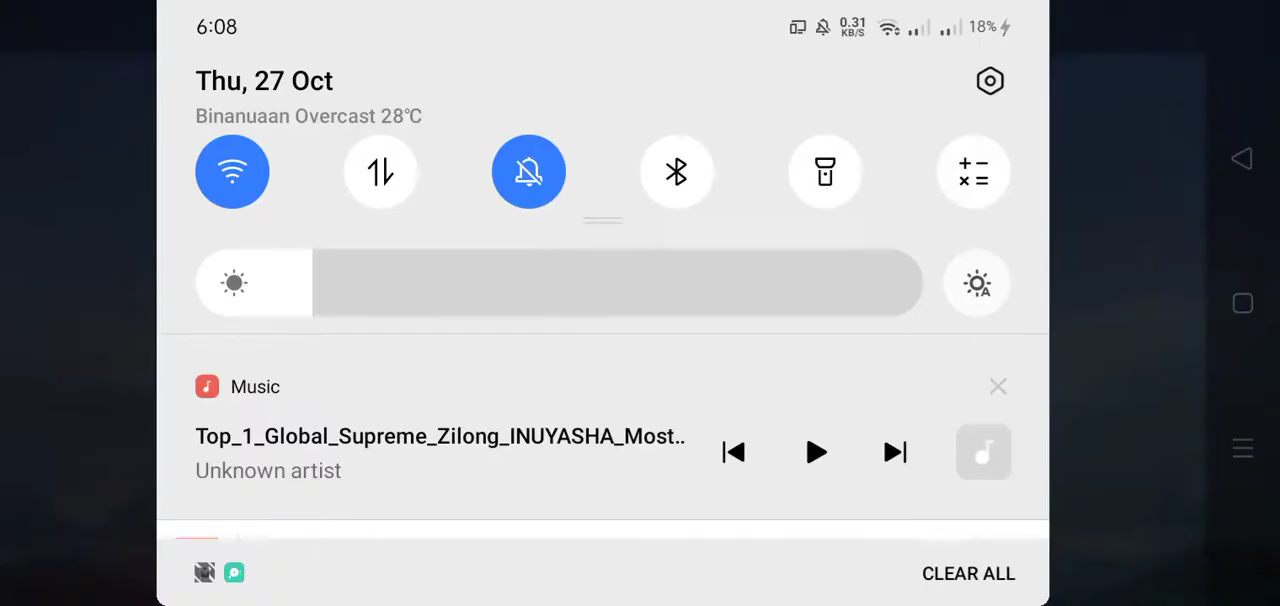 6:08
0.31
KB/S
18%
Thu, 27 Oct
Binanuaan Overcast 28℃
Music
Top_1_Global_Supreme_Zilong_INUYASHA_Most..
Unknown artist
CLEAR ALL